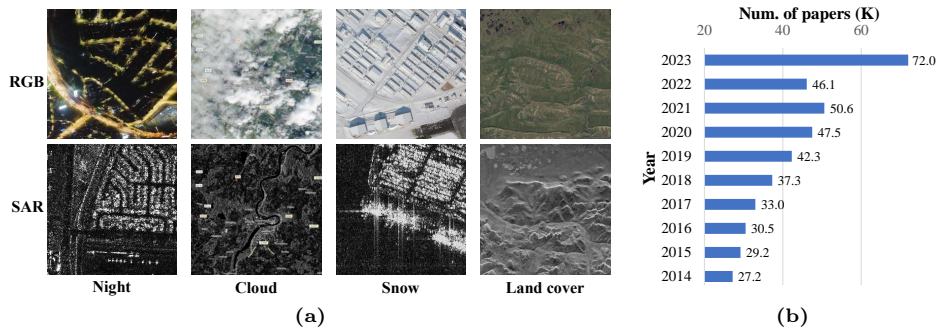 RGB
SAR
Night
Cloud
Snow
Land cover
(a)
Num. of papers (K)
20
40
60
Year
2023
72.0
2022
46.1
2021
50.6
2020
47.5
2019
42.3
2018
37.3
2017
33.0
2016
30.5
2015
29.2
2014
27.2
(b)